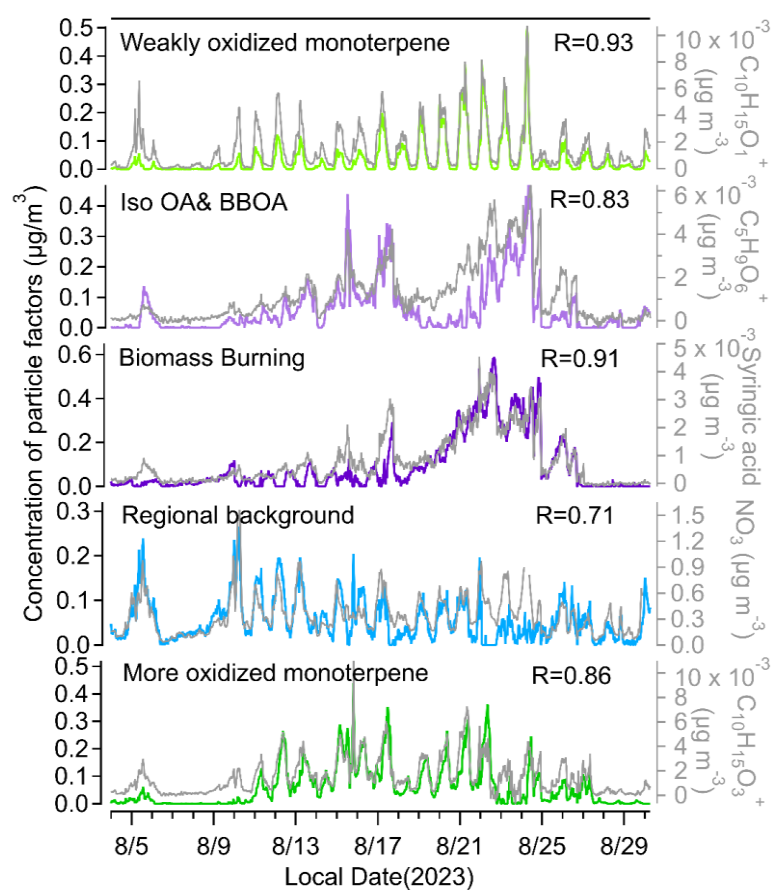 Weakly oxidized monoterpene
R=0.93
0.5
0.4
0.3
0.2
0.1
0.0
10 x 10⁻³
8
6
4
2
0
C₁₀H₁₅O₁⁺
(µg m⁻³)
Iso OA& BBOA
R=0.83
0.4
0.3
0.2
0.1
0.0
6 x 10⁻³
4
2
0
C₅H₉O₆⁺
(µg m⁻³)
Biomass Burning
R=0.91
0.6
0.4
0.2
0.0
5 x 10⁻³
4
3
2
1
0
Syringic acid
(µg m⁻³)
Regional background
R=0.71
0.3
0.2
0.1
0.0
1.5
1.2
0.9
0.6
0.3
0.0
NO₃ (µg m⁻³)
More oxidized monoterpene
R=0.86
0.5
0.4
0.3
0.2
0.1
0.0
10 x 10⁻³
8
6
4
2
0
C₁₀H₁₅O₃⁺
(µg m⁻³)
Concentration of particle factors (µg/m³)
8/5
8/9
8/13
8/17
8/21
8/25
8/29
Local Date(2023)